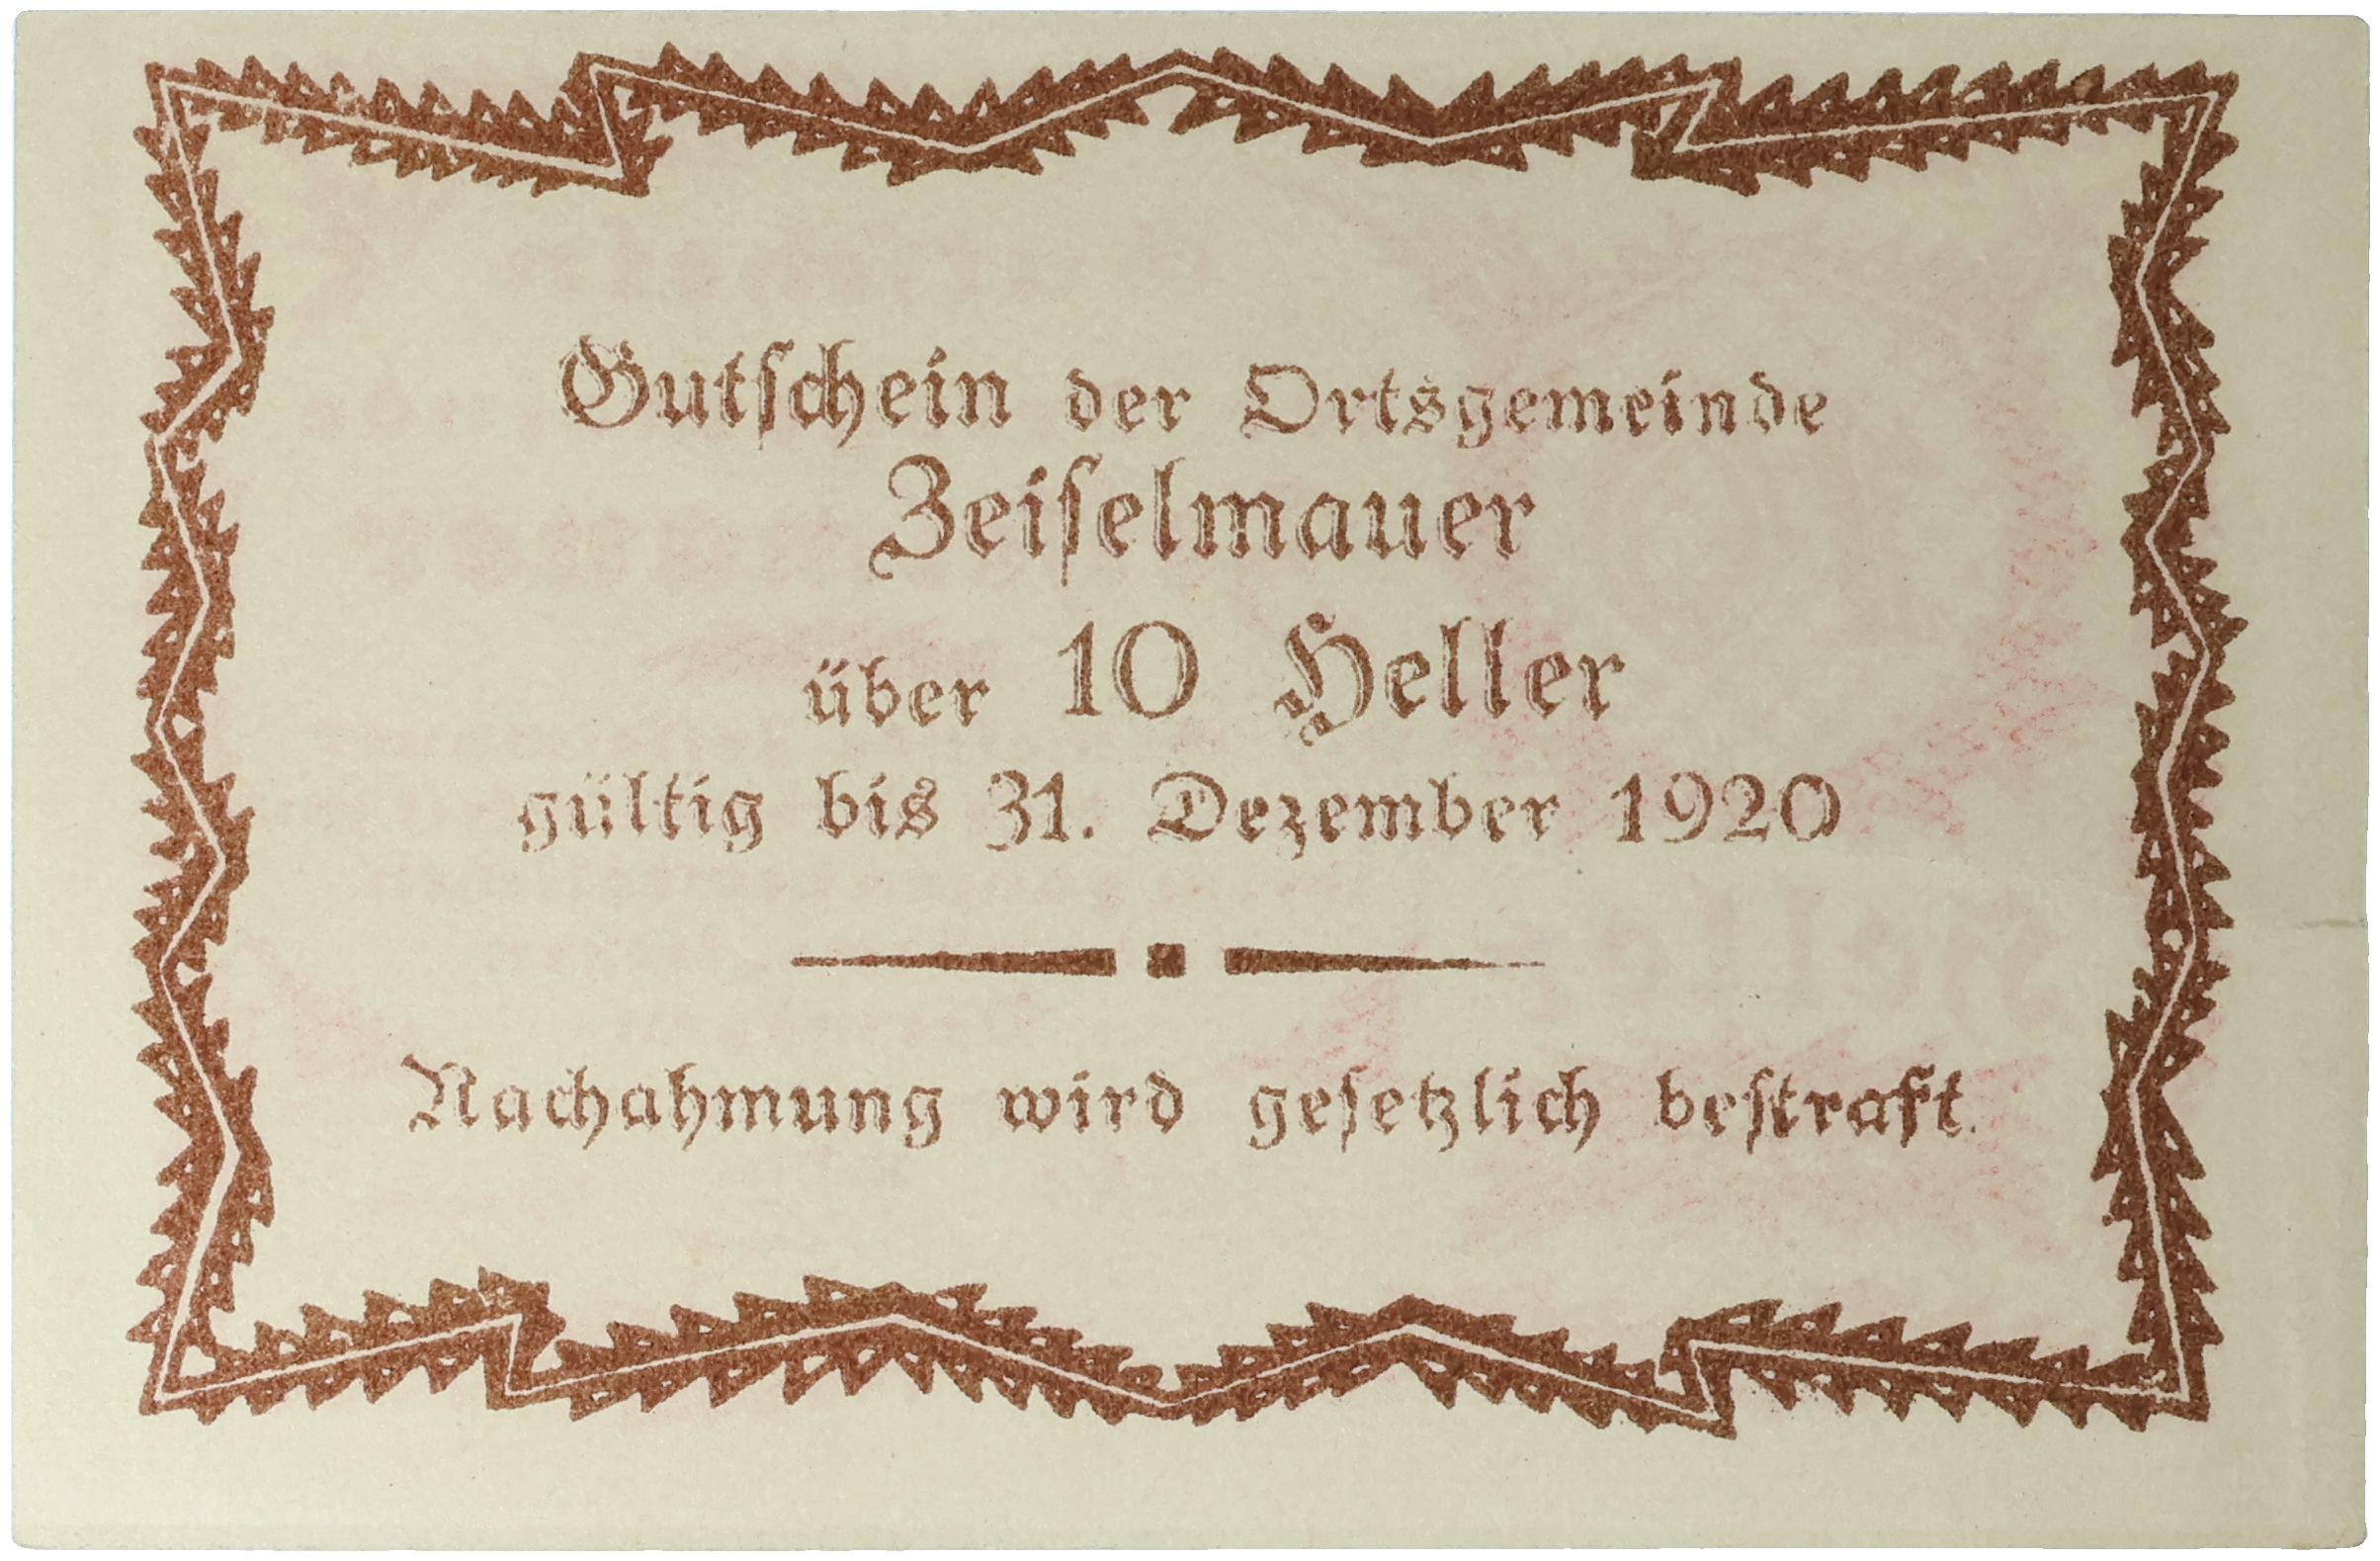 Gutschein der Ortsgemeinde
Zeiselmauer
über 10 Heller
gültig bis 31. Dezember 1920
Nachahmung wird gesetzlich bestraft.